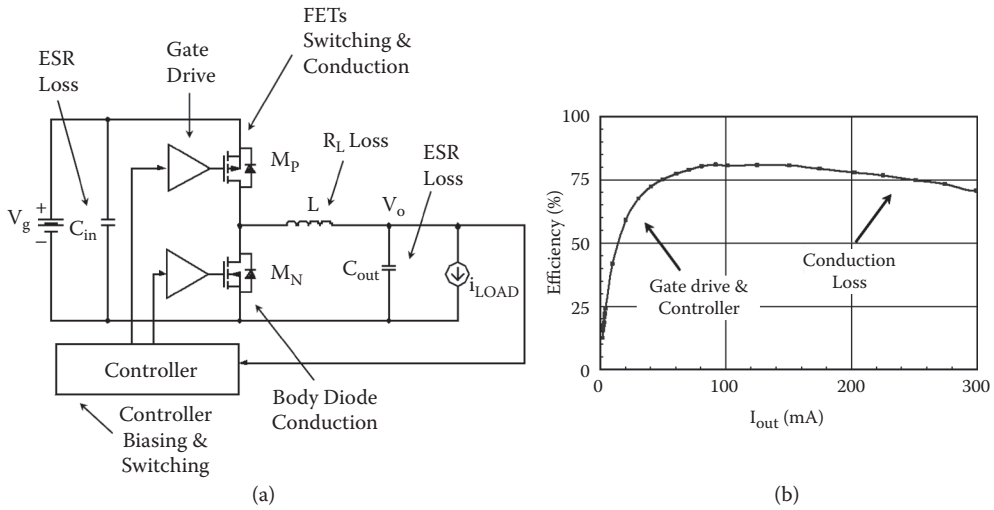 FETs
Switching &
Conduction
ESR
Loss
Gate
Drive
R_L Loss
ESR
Loss
M_P
L
V_o
V_g
+
−
C_in
M_N
C_out
i_LOAD
Controller
Controller
Biasing &
Switching
Body Diode
Conduction
(a)
Efficiency (%)
100
75
50
25
0
Gate drive &
Controller
Conduction
Loss
0
100
200
300
I_out (mA)
(b)